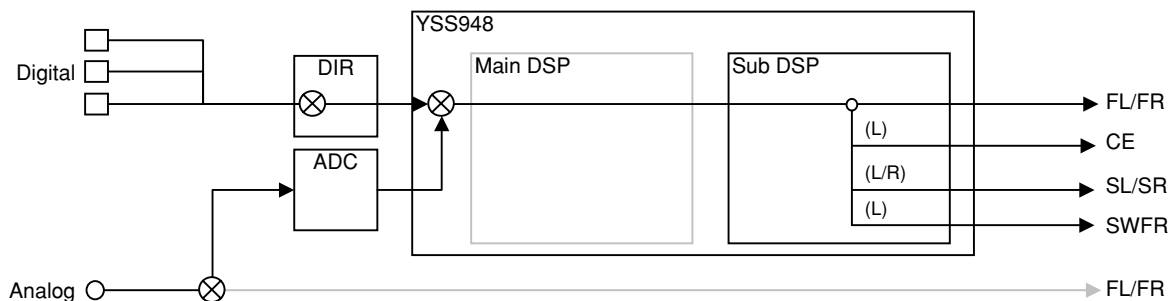 YSS948
DIR
Main DSP
Sub DSP
Digital
FL/FR
(L)
CE
ADC
(L/R)
SL/SR
(L)
SWFR
Analog
FL/FR